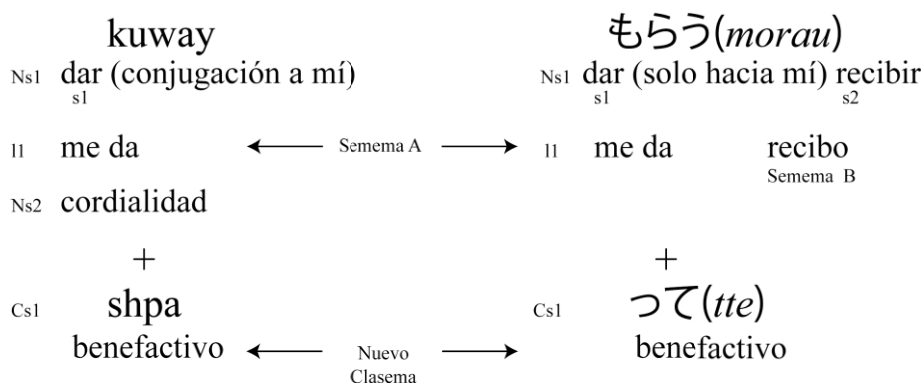 kuway
Ns1 dar (conjugación a mí)
s1
l1 me da
Ns2 cordialidad
+
Cs1 shpa
benefactivo
Semema A
Nuevo
Clasema
もらう(morau)
Ns1 dar (solo hacia mí) recibir
s1 s2
l1 me da recibo
Semema B
+
Cs1 って(tte)
benefactivo